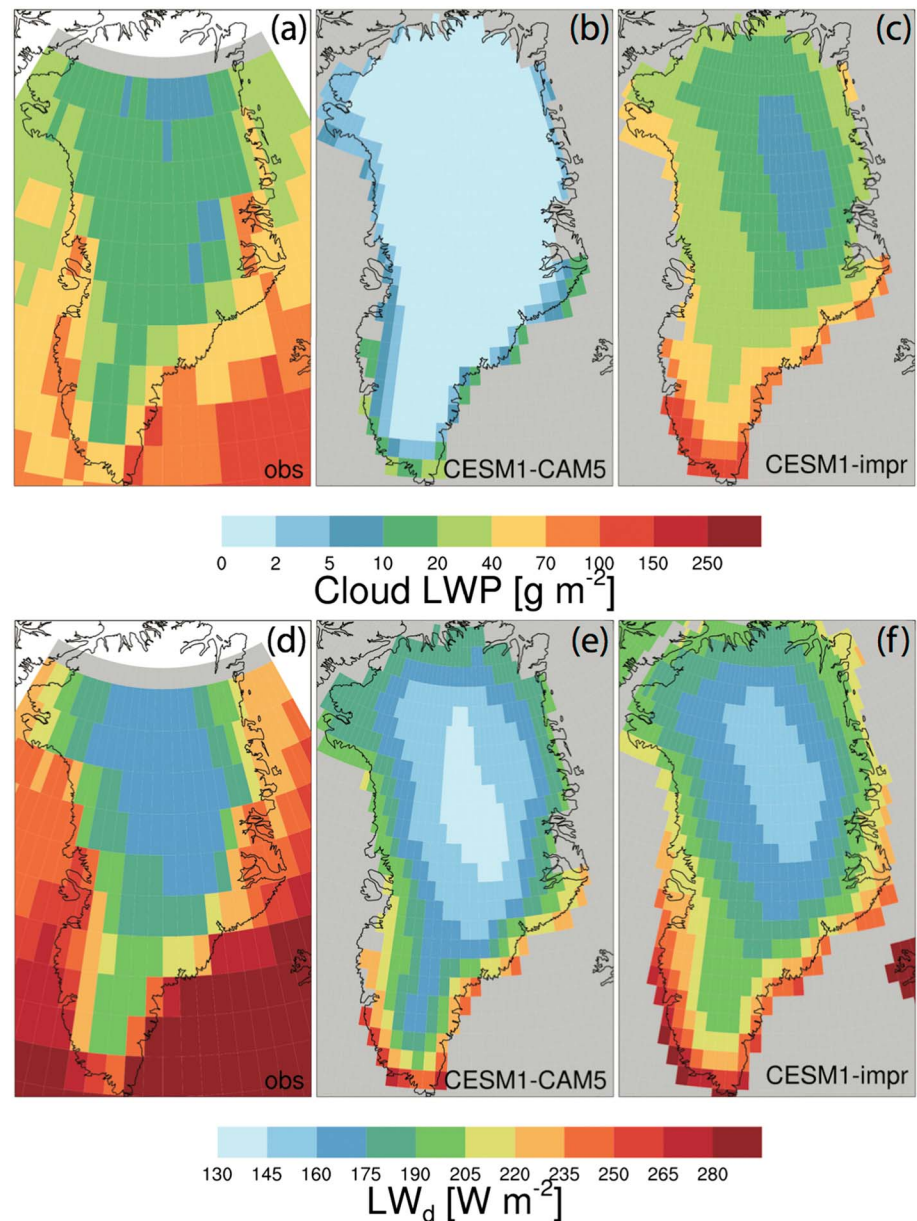 (a) (b) (c)
obs CESM1-CAM5 CESM1-impr
0 2 5 10 20 40 70 100 150 250
Cloud LWP [g m⁻²]
(d) (e) (f)
obs CESM1-CAM5 CESM1-impr
130 145 160 175 190 205 220 235 250 265 280
LW_d [W m⁻²]